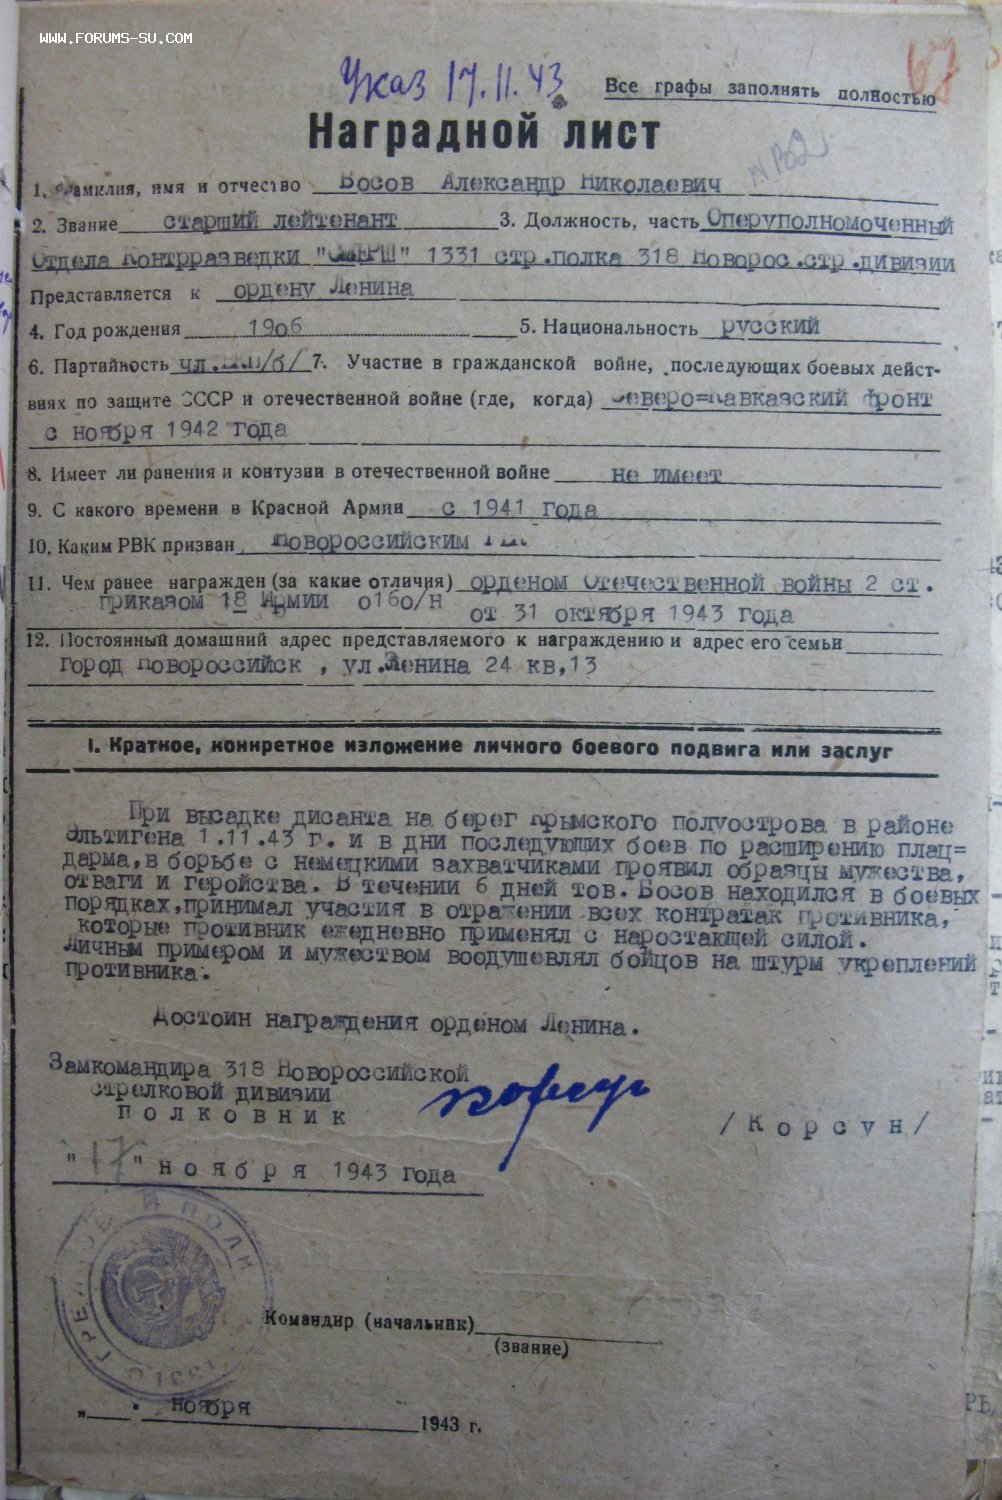 WWW.FORUMS-SU.COM
67
Указ 17.11.43
Все графы заполнять полностью
Наградной лист
1. Фамилия, имя и отчество Босов Александр Николаевич
2. Звание старший лейтенант 3. Должность, часть Оперуполномоченный
Отдела Контрразведки "СМЕРШ" 1331 стр.полка 318 Новорос.стр.дивизии
Представляется к ордену Ленина
4. Год рождения 1906 5. Национальность русский
6. Партийность чл.ВКП/б/ 7. Участие в гражданской войне, последующих боевых дейст-
виях по защите СССР и отечественной войне (где, когда) Северо=Кавказский фронт
с ноября 1942 года
8. Имеет ли ранения и контузии в отечественной войне не имеет
9. С какого времени в Красной Армии с 1941 года
10. Каким РВК призван Новороссийским
11. Чем ранее награжден (за какие отличия) орденом Отечественной войны 2 ст.
приказом 18 Армии о16о/н от 31 октября 1943 года
12. Постоянный домашний адрес представляемого к награждению и адрес его семьи
город Новороссийск , ул.Ленина 24 кв,13
I. Краткое, конкретное изложение личного боевого подвига или заслуг
При высадке дисанта на берег Крымского полуострова в районе
Эльтигена 1.11.43 г. и в дни последующих боев по расширению плац=
дарма,в борьбе с немецкими захватчиками проявил образцы мужества,
отваги и геройства. В течении 6 дней тов. Босов находился в боевых
порядках,принимал участия в отражении всех контратак противника,
которые противник ежедневно применял с наростающей силой.
Личным примером и мужеством воодушевлял бойцов на штурм укреплений
противника.
Достоин награждения орденом Ленина.
Замкомандира 318 Новороссийской
стрелковой дивизии
полковник
/Корсун/
"17" ноября 1943 года
1331 СТРЕЛКОВЫЙ ПОЛК
Командир (начальник)
(звание)
„ " ноября 1943 г.